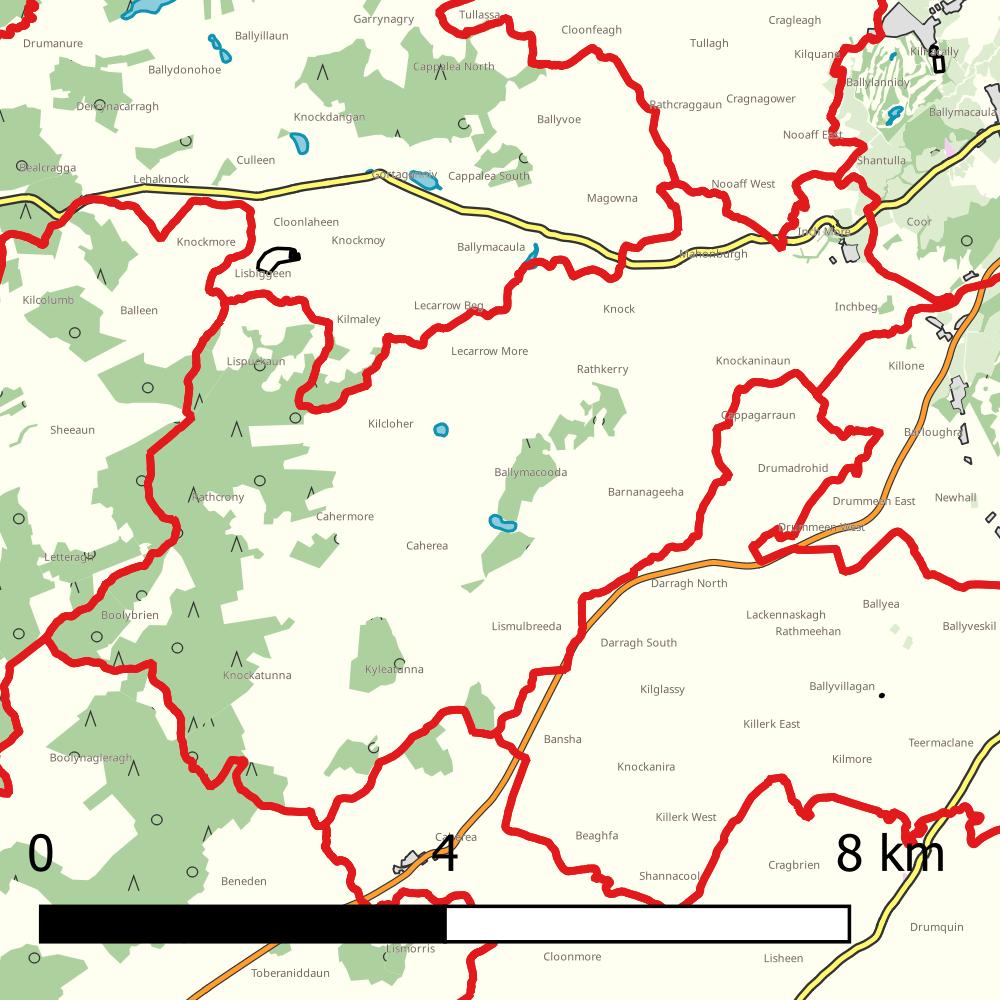 Tullassa
Garrynagry
Cragleagh
Cloonfeagh
Ballyillaun
Drumanure
Tullagh
Kilquane
Killerally
Cappalea North
Ballydonohoe
Ballylannidy
Rathcraggaun
Cragnagower
Derrynacarragh
Ballymacaula
Knockdangan
Ballyvoe
Nooaff East
Culleen
Shantulla
Bealcragga
Gortaganniv
Cappalea South
Lehaknock
Nooaff West
Magowna
Cloonlaheen
Coor
Inch More
Knockmore
Knockmoy
Ballymacaula
Mahonburgh
Lisbiggeen
Kilcolumb
Balleen
Lecarrow Beg
Knock
Inchbeg
Kilmaley
Lecarrow More
Lispuckaun
Knockaninaun
Killone
Rathkerry
Cappagarraun
Kilcloher
Sheeaun
Barloughra
Ballymacooda
Drumadrohid
Barnanageeha
Rathcrony
Newhall
Drummeen East
Cahermore
Drummeen West
Caherea
Letteragh
Darragh North
Ballyea
Boolybrien
Lackennaskagh
Lismulbreeda
Rathmeehan
Ballyveskil
Darragh South
Kyleatunna
Knockatunna
Kilglassy
Ballyvillagan
Killerk East
Bansha
Teermaclane
Boolynagleragh
Kilmore
Knockanira
Killerk West
Beaghfa
Caherea
0 4 8 km
Cragbrien
Shannacool
Beneden
Drumquin
Lismorris
Cloonmore
Lisheen
Toberaniddaun